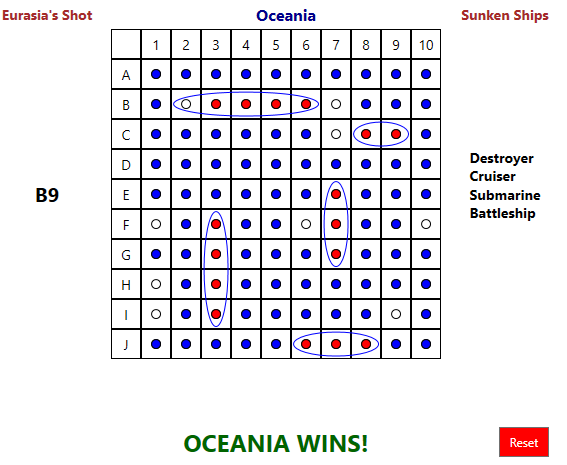 Eurasia's Shot Oceania Sunken Ships
1 2 3 4 5 6 7 8 9 10
A
B
C
D
E
F
G
H
I
J
B9
Destroyer
Cruiser
Submarine
Battleship
OCEANIA WINS!
Reset